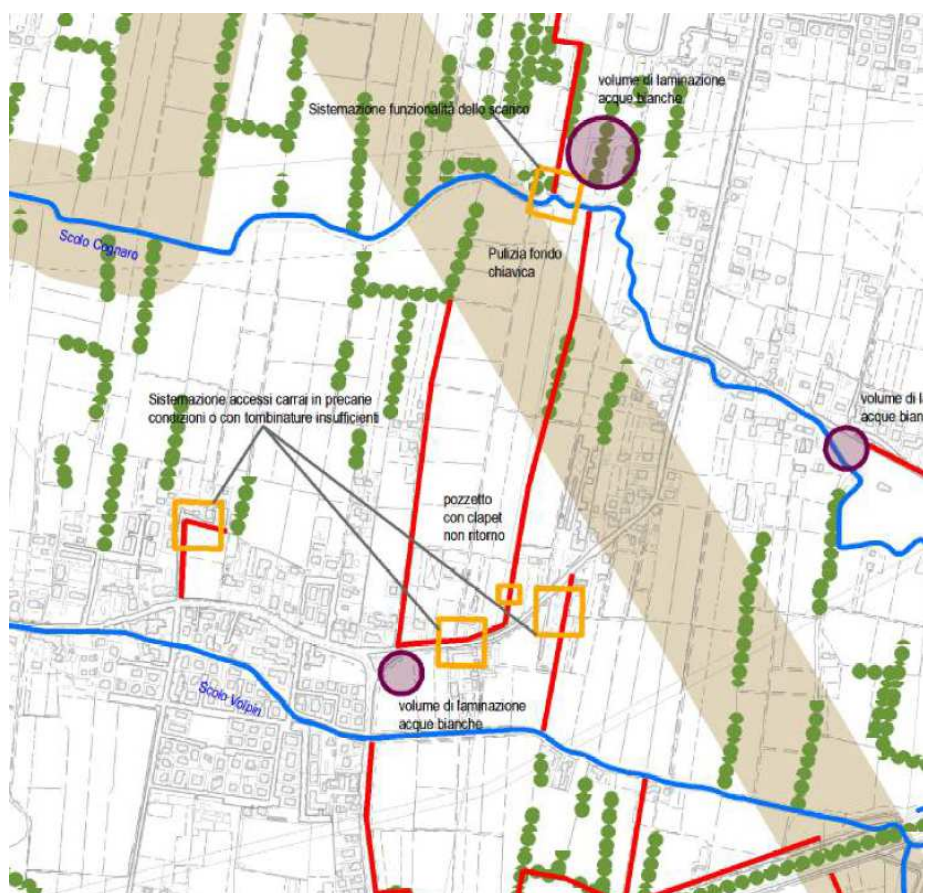 volume di laminazione
acque bianche
Sistemazione funzionalità dello scarico
Scolo Cognaro
Pulizia fondo
chiavica
Sistemazione accessi carrai in precarie
condizioni o con tombinature insufficienti
volume di l
acque bian
pozzetto
con clapet
non ritorno
Scolo Volpin
volume di laminazione
acque bianche